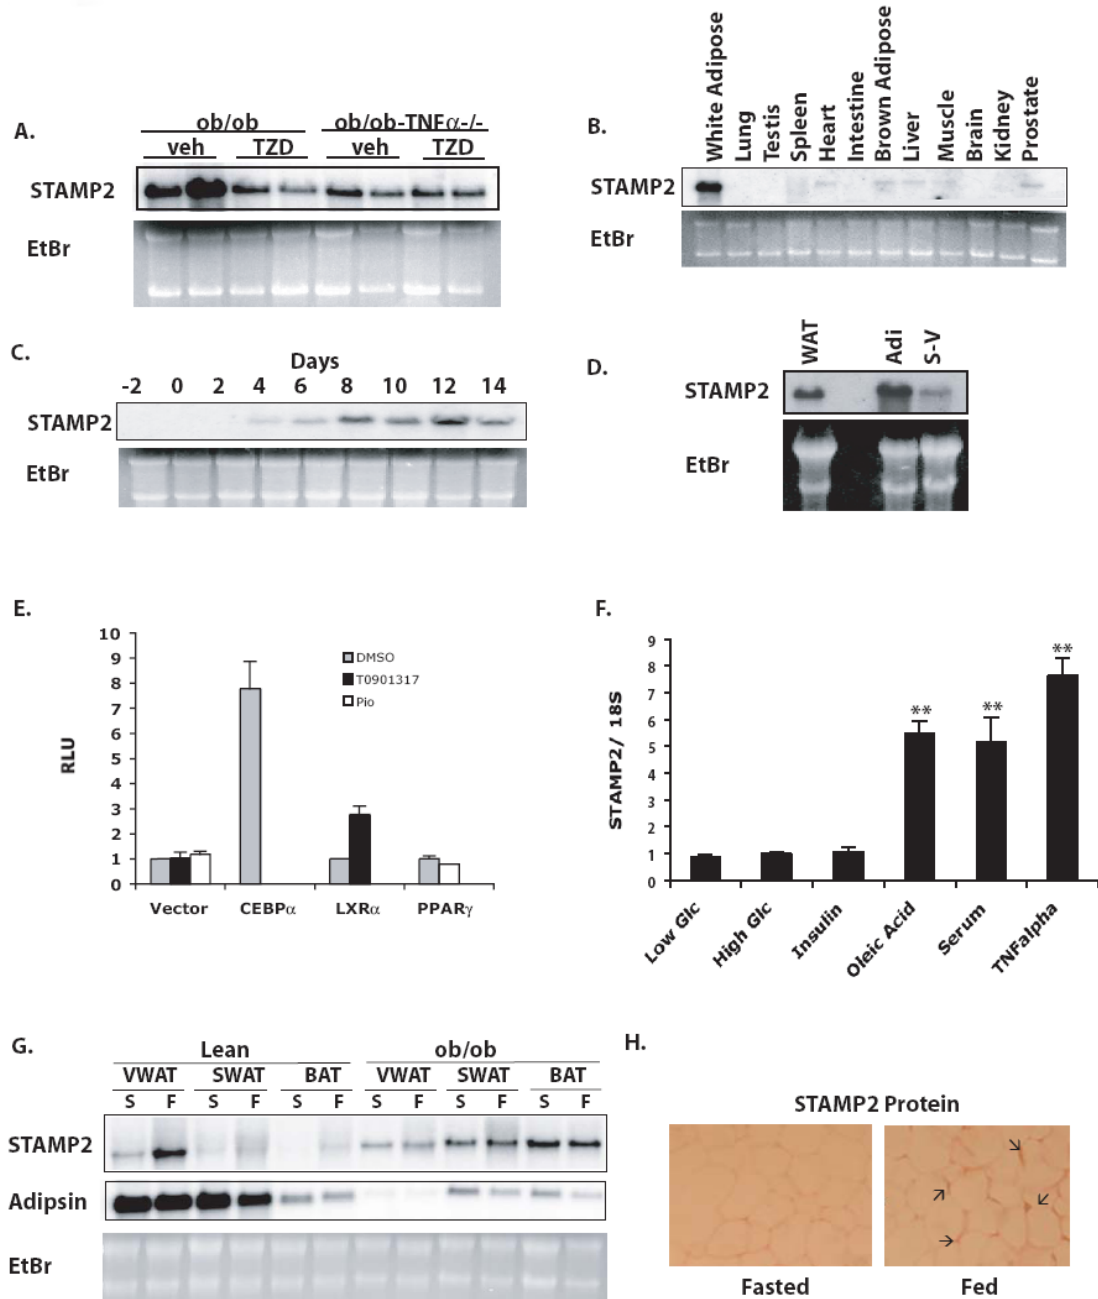 A.
ob/ob ob/ob-TNFα-/-
veh TZD veh TZD
STAMP2
EtBr
B.
White Adipose
Lung
Testis
Spleen
Heart
Intestine
Brown Adipose
Liver
Muscle
Brain
Kidney
Prostate
STAMP2
EtBr
C.
Days
-2 0 2 4 6 8 10 12 14
STAMP2
EtBr
D.
WAT
Adi
S-V
STAMP2
EtBr
E.
10
9
8
7
6
5
4
3
2
1
0
RLU
DMSO
T0901317
Pio
Vector CEBPα LXRα PPARγ
F.
9
8
7
6
5
4
3
2
1
0
STAMP2/ 18S
**
**
**
Low Glc
High Glc
Insulin
Oleic Acid
Serum
TNFalpha
G.
Lean ob/ob
VWAT SWAT BAT VWAT SWAT BAT
S F S F S F S F S F S F
STAMP2
Adipsin
EtBr
H.
STAMP2 Protein
Fasted Fed